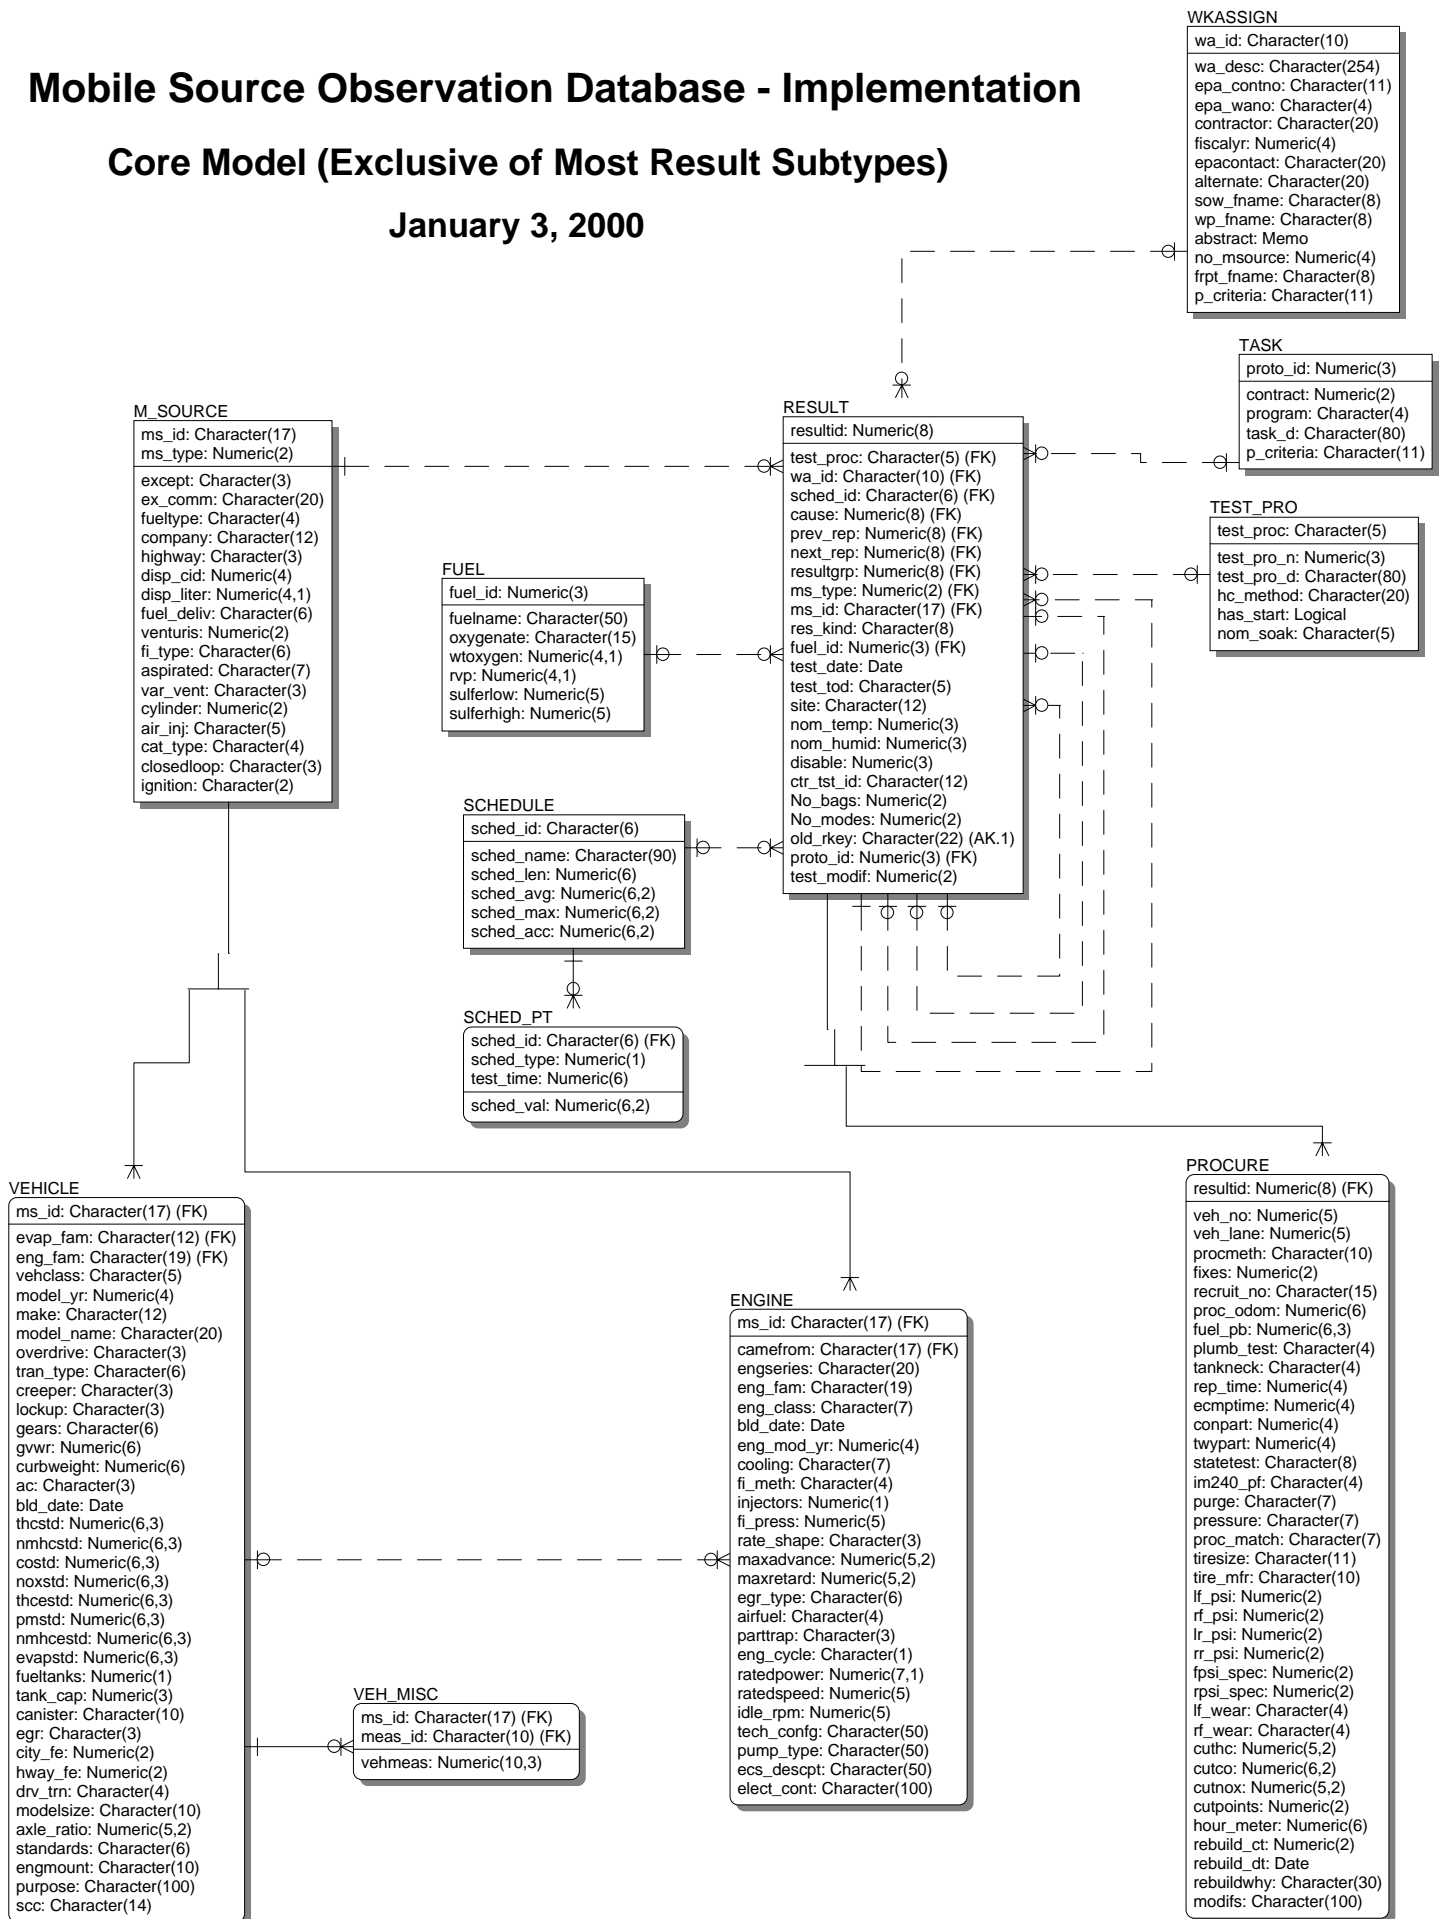 Mobile Source Observation Database - Implementation
Core Model (Exclusive of Most Result Subtypes)
January 3, 2000
WKASSIGN
wa_id: Character(10)
wa_desc: Character(254)
epa_contno: Character(11)
epa_wano: Character(4)
contractor: Character(20)
fiscalyr: Numeric(4)
epacontact: Character(20)
alternate: Character(20)
sow_fname: Character(8)
wp_fname: Character(8)
abstract: Memo
no_msource: Numeric(4)
frpt_fname: Character(8)
p_criteria: Character(11)
TASK
proto_id: Numeric(3)
contract: Numeric(2)
program: Character(4)
task_d: Character(80)
p_criteria: Character(11)
M_SOURCE
ms_id: Character(17)
ms_type: Numeric(2)
except: Character(3)
ex_comm: Character(20)
fueltype: Character(4)
company: Character(12)
highway: Character(3)
disp_cid: Numeric(4)
disp_liter: Numeric(4,1)
fuel_deliv: Character(6)
venturis: Numeric(2)
fi_type: Character(6)
aspirated: Character(7)
var_vent: Character(3)
cylinder: Numeric(2)
air_inj: Character(5)
cat_type: Character(4)
closedloop: Character(3)
ignition: Character(2)
RESULT
resultid: Numeric(8)
test_proc: Character(5) (FK)
wa_id: Character(10) (FK)
sched_id: Character(6) (FK)
cause: Numeric(8) (FK)
prev_rep: Numeric(8) (FK)
next_rep: Numeric(8) (FK)
resultgrp: Numeric(8) (FK)
ms_type: Numeric(2) (FK)
ms_id: Character(17) (FK)
res_kind: Character(8)
fuel_id: Numeric(3) (FK)
test_date: Date
test_tod: Character(5)
site: Character(12)
nom_temp: Numeric(3)
nom_humid: Numeric(3)
disable: Numeric(3)
ctr_tst_id: Character(12)
No_bags: Numeric(2)
No_modes: Numeric(2)
old_rkey: Character(22) (AK.1)
proto_id: Numeric(3) (FK)
test_modif: Numeric(2)
TEST_PRO
test_proc: Character(5)
test_pro_n: Numeric(3)
test_pro_d: Character(80)
hc_method: Character(20)
has_start: Logical
nom_soak: Character(5)
FUEL
fuel_id: Numeric(3)
fuelname: Character(50)
oxygenate: Character(15)
wtoxygen: Numeric(4,1)
rvp: Numeric(4,1)
sulferlow: Numeric(5)
sulferhigh: Numeric(5)
SCHEDULE
sched_id: Character(6)
sched_name: Character(90)
sched_len: Numeric(6)
sched_avg: Numeric(6,2)
sched_max: Numeric(6,2)
sched_acc: Numeric(6,2)
SCHED_PT
sched_id: Character(6) (FK)
sched_type: Numeric(1)
test_time: Numeric(6)
sched_val: Numeric(6,2)
VEHICLE
ms_id: Character(17) (FK)
evap_fam: Character(12) (FK)
eng_fam: Character(19) (FK)
vehclass: Character(5)
model_yr: Numeric(4)
make: Character(12)
model_name: Character(20)
overdrive: Character(3)
tran_type: Character(6)
creeper: Character(3)
lockup: Character(3)
gears: Character(6)
gvwr: Numeric(6)
curbweight: Numeric(6)
ac: Character(3)
bld_date: Date
thcstd: Numeric(6,3)
nmhcstd: Numeric(6,3)
costd: Numeric(6,3)
noxstd: Numeric(6,3)
thcestd: Numeric(6,3)
pmstd: Numeric(6,3)
nmhcestd: Numeric(6,3)
evapstd: Numeric(6,3)
fueltanks: Numeric(1)
tank_cap: Numeric(3)
canister: Character(10)
egr: Character(3)
city_fe: Numeric(2)
hway_fe: Numeric(2)
drv_trn: Character(4)
modelsize: Character(10)
axle_ratio: Numeric(5,2)
standards: Character(6)
engmount: Character(10)
purpose: Character(100)
scc: Character(14)
VEH_MISC
ms_id: Character(17) (FK)
meas_id: Character(10) (FK)
vehmeas: Numeric(10,3)
ENGINE
ms_id: Character(17) (FK)
camefrom: Character(17) (FK)
engseries: Character(20)
eng_fam: Character(19)
eng_class: Character(7)
bld_date: Date
eng_mod_yr: Numeric(4)
cooling: Character(7)
fi_meth: Character(4)
injectors: Numeric(1)
fi_press: Numeric(5)
rate_shape: Character(3)
maxadvance: Numeric(5,2)
maxretard: Numeric(5,2)
egr_type: Character(6)
airfuel: Character(4)
parttrap: Character(3)
eng_cycle: Character(1)
ratedpower: Numeric(7,1)
ratedspeed: Numeric(5)
idle_rpm: Numeric(5)
tech_confg: Character(50)
pump_type: Character(50)
ecs_descpt: Character(50)
elect_cont: Character(100)
PROCURE
resultid: Numeric(8) (FK)
veh_no: Numeric(5)
veh_lane: Numeric(5)
procmeth: Character(10)
fixes: Numeric(2)
recruit_no: Character(15)
proc_odom: Numeric(6)
fuel_pb: Numeric(6,3)
plumb_test: Character(4)
tankneck: Character(4)
rep_time: Numeric(4)
ecmptime: Numeric(4)
conpart: Numeric(4)
twypart: Numeric(4)
statetest: Character(8)
im240_pf: Character(4)
purge: Character(7)
pressure: Character(7)
proc_match: Character(7)
tiresize: Character(11)
tire_mfr: Character(10)
lf_psi: Numeric(2)
rf_psi: Numeric(2)
lr_psi: Numeric(2)
rr_psi: Numeric(2)
fpsi_spec: Numeric(2)
rpsi_spec: Numeric(2)
lf_wear: Character(4)
rf_wear: Character(4)
cuthc: Numeric(5,2)
cutco: Numeric(6,2)
cutnox: Numeric(5,2)
cutpoints: Numeric(2)
hour_meter: Numeric(6)
rebuild_ct: Numeric(2)
rebuild_dt: Date
rebuildwhy: Character(30)
modifs: Character(100)